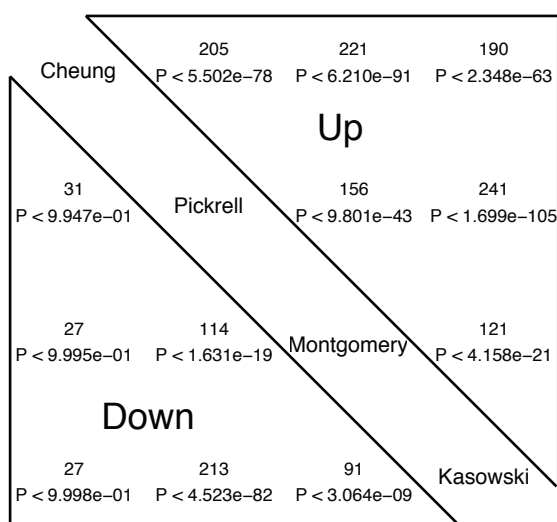 205 221 190
Cheung P < 5.502e−78 P < 6.210e−91 P < 2.348e−63
Up
31 Pickrell 156 241
P < 9.947e−01 P < 9.801e−43 P < 1.699e−105
27 114 Montgomery 121
P < 9.995e−01 P < 1.631e−19 P < 4.158e−21
Down
27 213 91 Kasowski
P < 9.998e−01 P < 4.523e−82 P < 3.064e−09